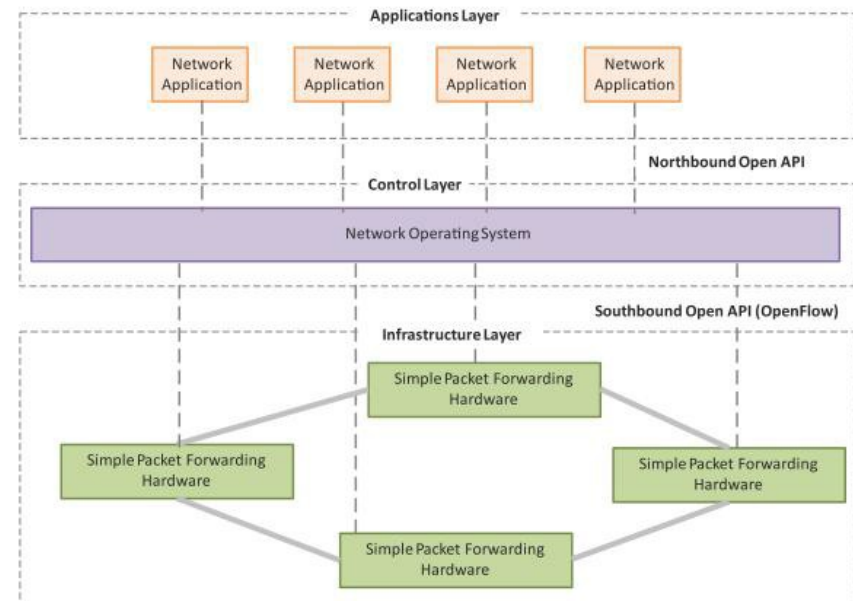 Applications Layer
Network
Application
Network
Application
Network
Application
Network
Application
Northbound Open API
Control Layer
Network Operating System
Southbound Open API (OpenFlow)
Infrastructure Layer
Simple Packet Forwarding
Hardware
Simple Packet Forwarding
Hardware
Simple Packet Forwarding
Hardware
Simple Packet Forwarding
Hardware